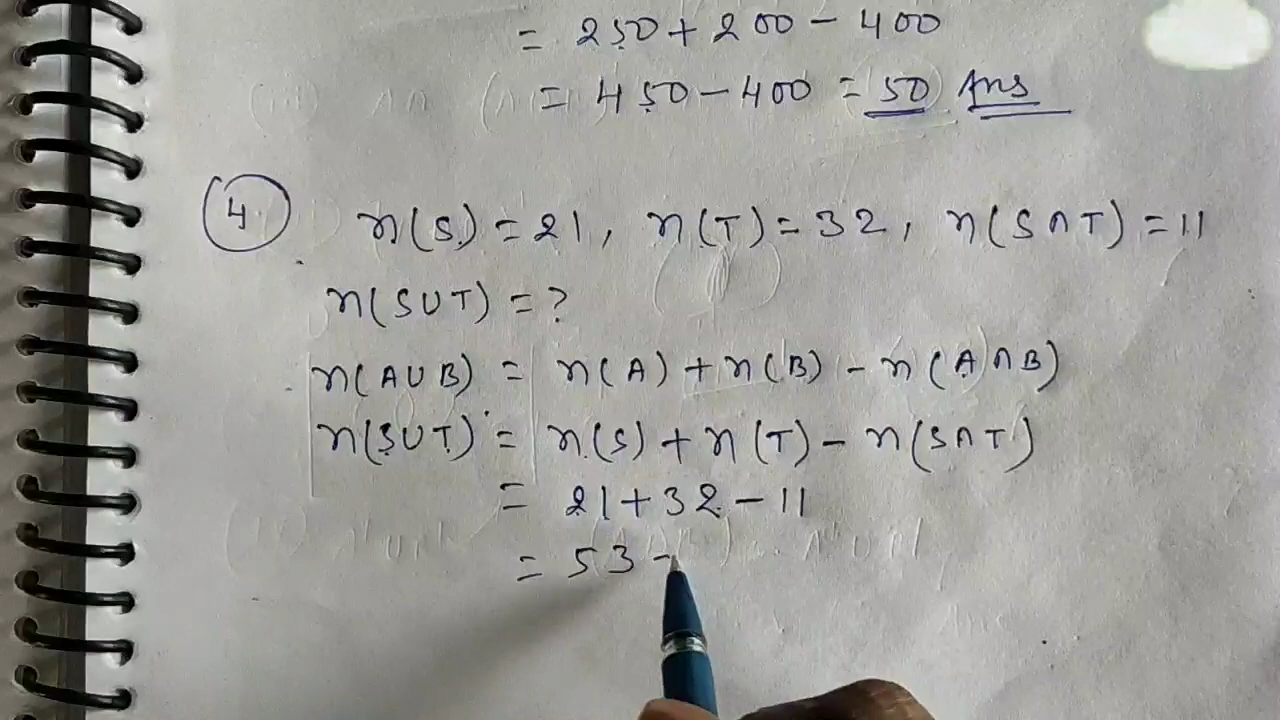 = 250 + 200 - 400
= 450 - 400 = 50 Ans
4. n(S) = 21, n(T) = 32, n(S∩T) = 11
n(S∪T) = ?
n(A∪B) = n(A) + n(B) - n(A∩B)
n(S∪T) = n(S) + n(T) - n(S∩T)
= 21 + 32 - 11
= 53 -